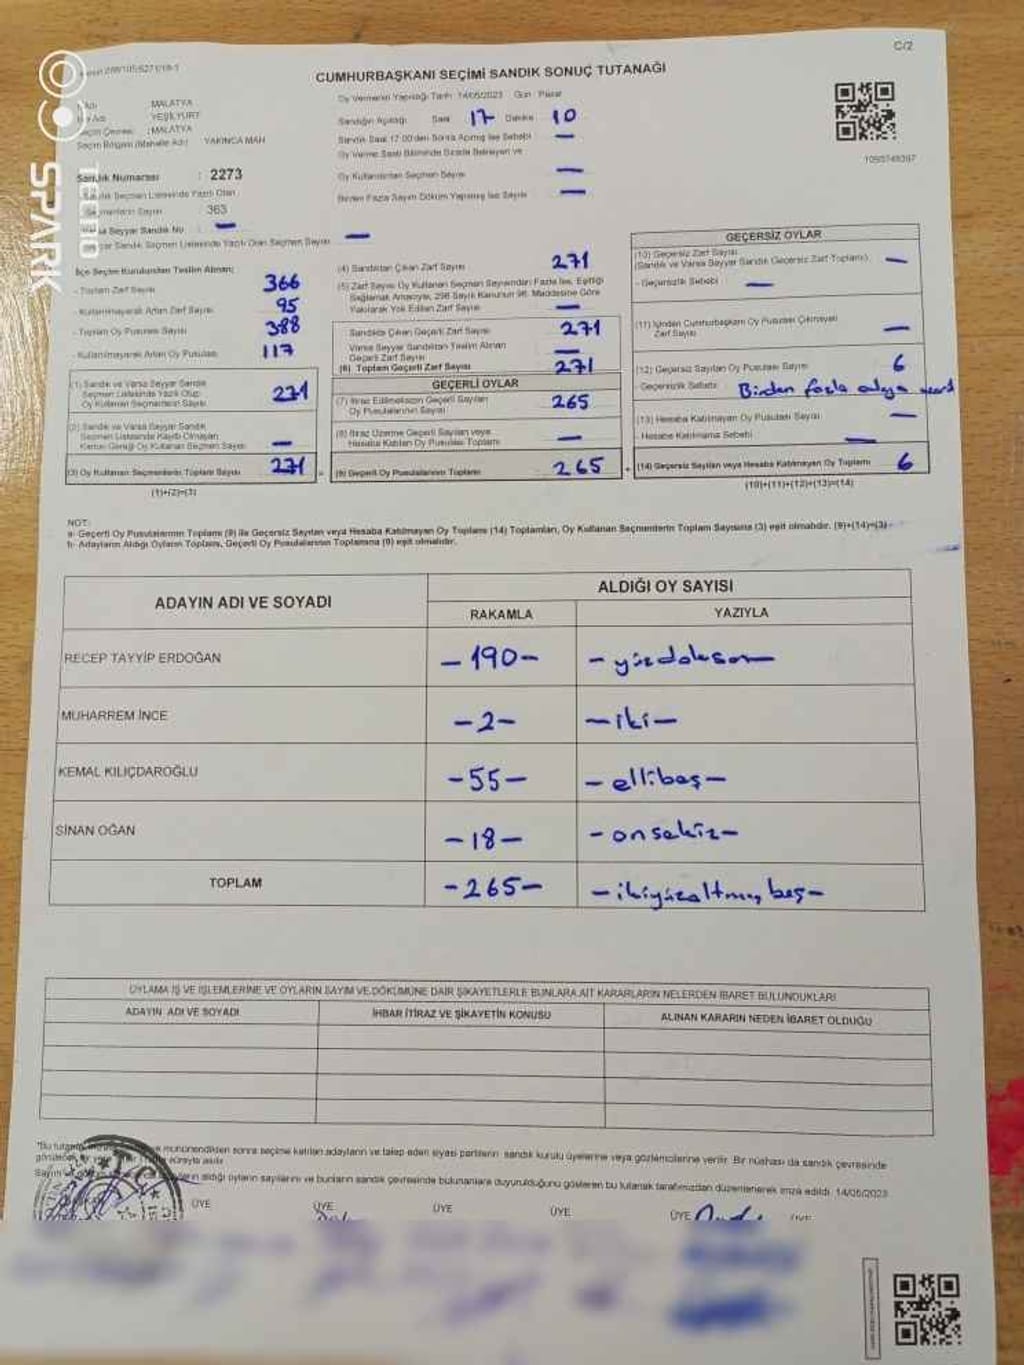 C/2
CUMHURBAŞKANI SEÇİMİ SANDIK SONUÇ TUTANAĞI
MALATYA
YEŞİLYURT
: MALATYA
Seçim Bölgesi (Mahalle Adı) YAKINCA MAH
Sandık Numarası : 2273
Sandık Seçmen Listesinde Yazılı Olan
Seçmenlerin Sayısı : 363
Varsa Seyyar Sandık No : —
Seyyar Sandık Seçmen Listesinde Yazılı Olan Seçmen Sayısı —
Oy Vermenin Yapıldığı Tarih 14/05/2023 Gün : Pazar
Sandığın Açıldığı Saat 17 Dakika 10
Sandık Saat 17:00'den Sonra Açılmış İse Sebebi —
Oy Verme Saati Bitiminde Sırada Bekleyen ve
Oy Kullandırılan Seçmen Sayısı —
Birden Fazla Sayım Döküm Yapılmış İse Sayısı —
1095748397
TECNO
SPARK
İlçe Seçim Kurulundan Teslim Alınan;
- Toplam Zarf Sayısı 366
- Kullanılmayarak Artan Zarf Sayısı 95
- Toplam Oy Pusulası Sayısı 388
- Kullanılmayarak Artan Oy Pusulası 117
(1) Sandık ve Varsa Seyyar Sandık
Seçmen Listesinde Yazılı Olup
Oy Kullanan Seçmenlerin Sayısı 271
(2) Sandık ve Varsa Seyyar Sandık
Seçmen Listesinde Kayıtlı Olmayan
Kanun Gereği Oy Kullanan Seçmen Sayısı —
(3) Oy Kullanan Seçmenlerin Toplam Sayısı 271
(1)+(2)=(3)
(4) Sandıktan Çıkan Zarf Sayısı 271
(5) Zarf Sayısı Oy Kullanan Seçmen Sayısından Fazla İse, Eşitliği
Sağlamak Amacıyla, 298 Sayılı Kanunun 98. Maddesine Göre
Yakılarak Yok Edilen Zarf Sayısı —
Sandıkta Çıkan Geçerli Zarf Sayısı 271
Varsa Seyyar Sandıktan Teslim Alınan
Geçerli Zarf Sayısı —
(6) Toplam Geçerli Zarf Sayısı 271
GEÇERLİ OYLAR
(7) İtiraz Edilmeksizin Geçerli Sayılan
Oy Pusulalarının Sayısı 265
(8) İtiraz Üzerine Geçerli Sayılan veya
Hesaba Katılan Oy Pusulası Toplamı —
= (9) Geçerli Oy Pusulalarının Toplamı 265
GEÇERSİZ OYLAR
(10) Geçersiz Zarf Sayısı
(Sandık ve Varsa Seyyar Sandık Geçersiz Zarf Toplamı) —
- Geçersizlik Sebebi —
(11) İçinden Cumhurbaşkanı Oy Pusulası Çıkmayan
Zarf Sayısı —
(12) Geçersiz Sayılan Oy Pusulası Sayısı 6
- Geçersizlik Sebebi Birden fazla
(13) Hesaba Katılmayan Oy Pusulası Sayısı —
- Hesaba Katılmama Sebebi —
+ (14) Geçersiz Sayılan veya Hesaba Katılmayan Oy Toplamı 6
(10)+(11)+(12)+(13)=(14)
NOT:
a- Geçerli Oy Pusulalarının Toplamı (9) ile Geçersiz Sayılan veya Hesaba Katılmayan Oy Toplamı (14) Toplamları, Oy Kullanan Seçmenlerin Toplam Sayısına (3) eşit olmalıdır. (9)+(14)=(3)
b- Adayların Aldığı Oyların Toplamı, Geçerli Oy Pusulalarının Toplamına (9) eşit olmalıdır.
ADAYIN ADI VE SOYADI
ALDIĞI OY SAYISI
RAKAMLA YAZIYLA
RECEP TAYYİP ERDOĞAN -190- -yüzdoksan-
MUHARREM İNCE -2- -iki-
KEMAL KILIÇDAROĞLU -55- -ellibeş-
SİNAN OĞAN -18- -onsekiz-
TOPLAM -265- -ikiyüzaltmışbeş-
OYLAMA İŞ VE İŞLEMLERİNE VE OYLARIN SAYIM VE DÖKÜMÜNE DAİR ŞİKAYETLERLE BUNLARA AİT KARARLARIN NELERDEN İBARET BULUNDUKLARI
ADAYIN ADI VE SOYADI İHBAR İTİRAZ VE ŞİKAYETİN KONUSU ALINAN KARARIN NEDEN İBARET OLDUĞU
mühürlendikten sonra seçime katılan adayların ve talep eden siyasi partilerin sandık kurulu üyelerine veya gözlemcilerine verilir. Bir nüshası da sandık çevresinde
aldığı oyların sayılarını ve bunların sandık çevresinde bulunanlara duyurulduğunu gösteren bu tutanak tarafımızdan düzenlenerek imza edildi. 14/05/2023
ÜYE ÜYE ÜYE ÜYE ÜYE ÜYE